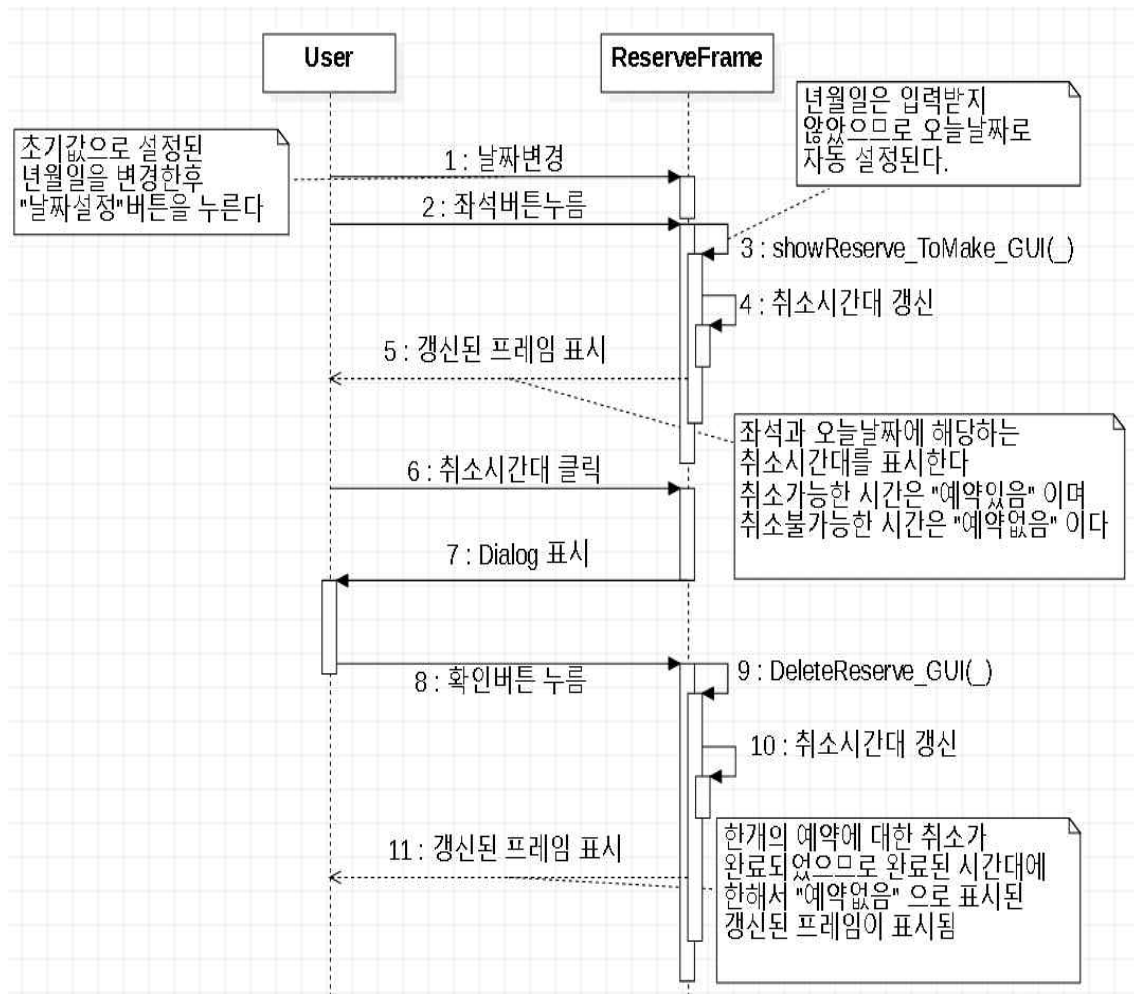 User
ReserveFrame
년월일은 입력받지
않았으므로 오늘날짜로
자동 설정된다.
초기값으로 설정된
년월일을 변경한후
"날짜설정"버튼을 누른다
1 : 날짜변경
2 : 좌석버튼누름
3 : showReserve_ToMake_GUI(_)
4 : 취소시간대 갱신
5 : 갱신된 프레임 표시
좌석과 오늘날짜에 해당하는
취소시간대를 표시한다
취소가능한 시간은 "예약있음" 이며
취소불가능한 시간은 "예약없음" 이다
6 : 취소시간대 클릭
7 : Dialog 표시
8 : 확인버튼 누름
9 : DeleteReserve_GUI(_)
10 : 취소시간대 갱신
11 : 갱신된 프레임 표시
한개의 예약에 대한 취소가
완료되었으므로 완료된 시간대에
한해서 "예약없음" 으로 표시된
갱신된 프레임이 표시됨